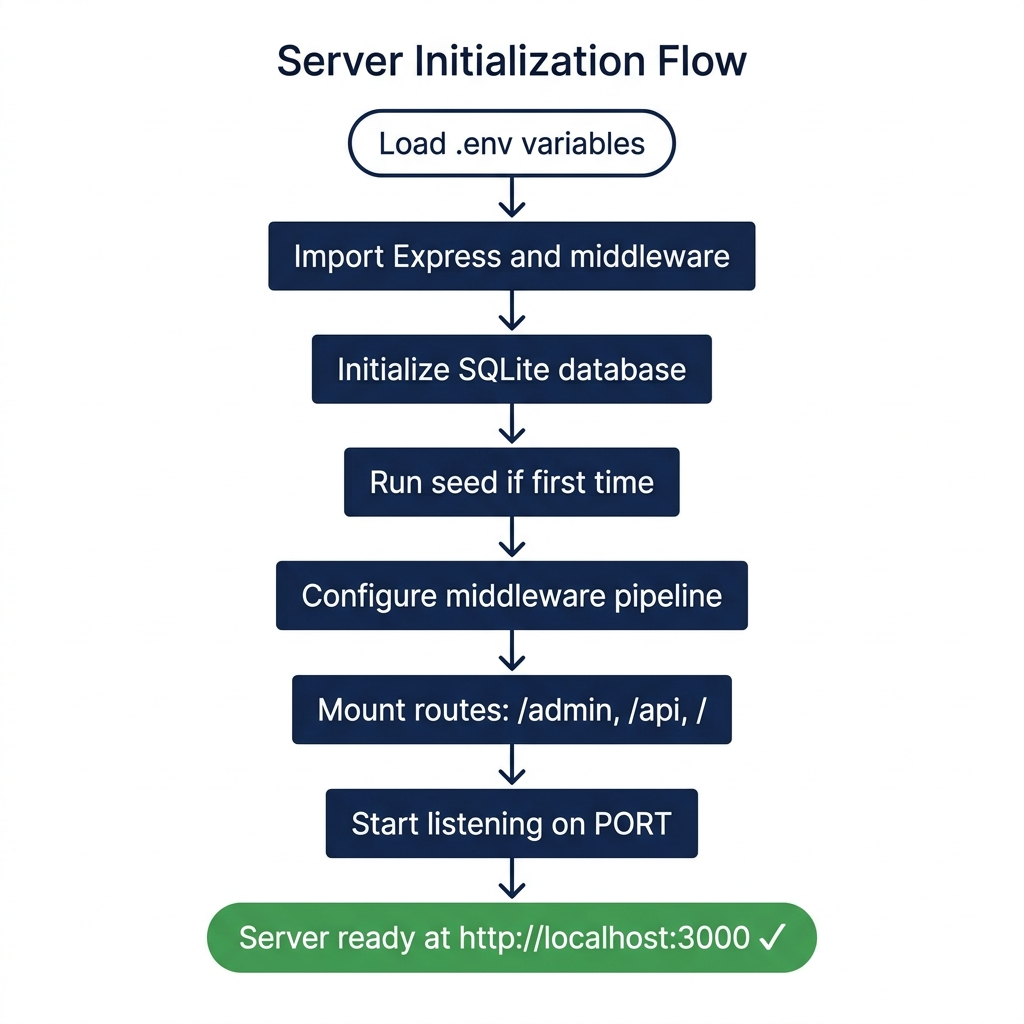 Server Initialization Flow
Load .env variables
Import Express and middleware
Initialize SQLite database
Run seed if first time
Configure middleware pipeline
Mount routes: /admin, /api, /
Start listening on PORT
Server ready at http://localhost:3000 ✓